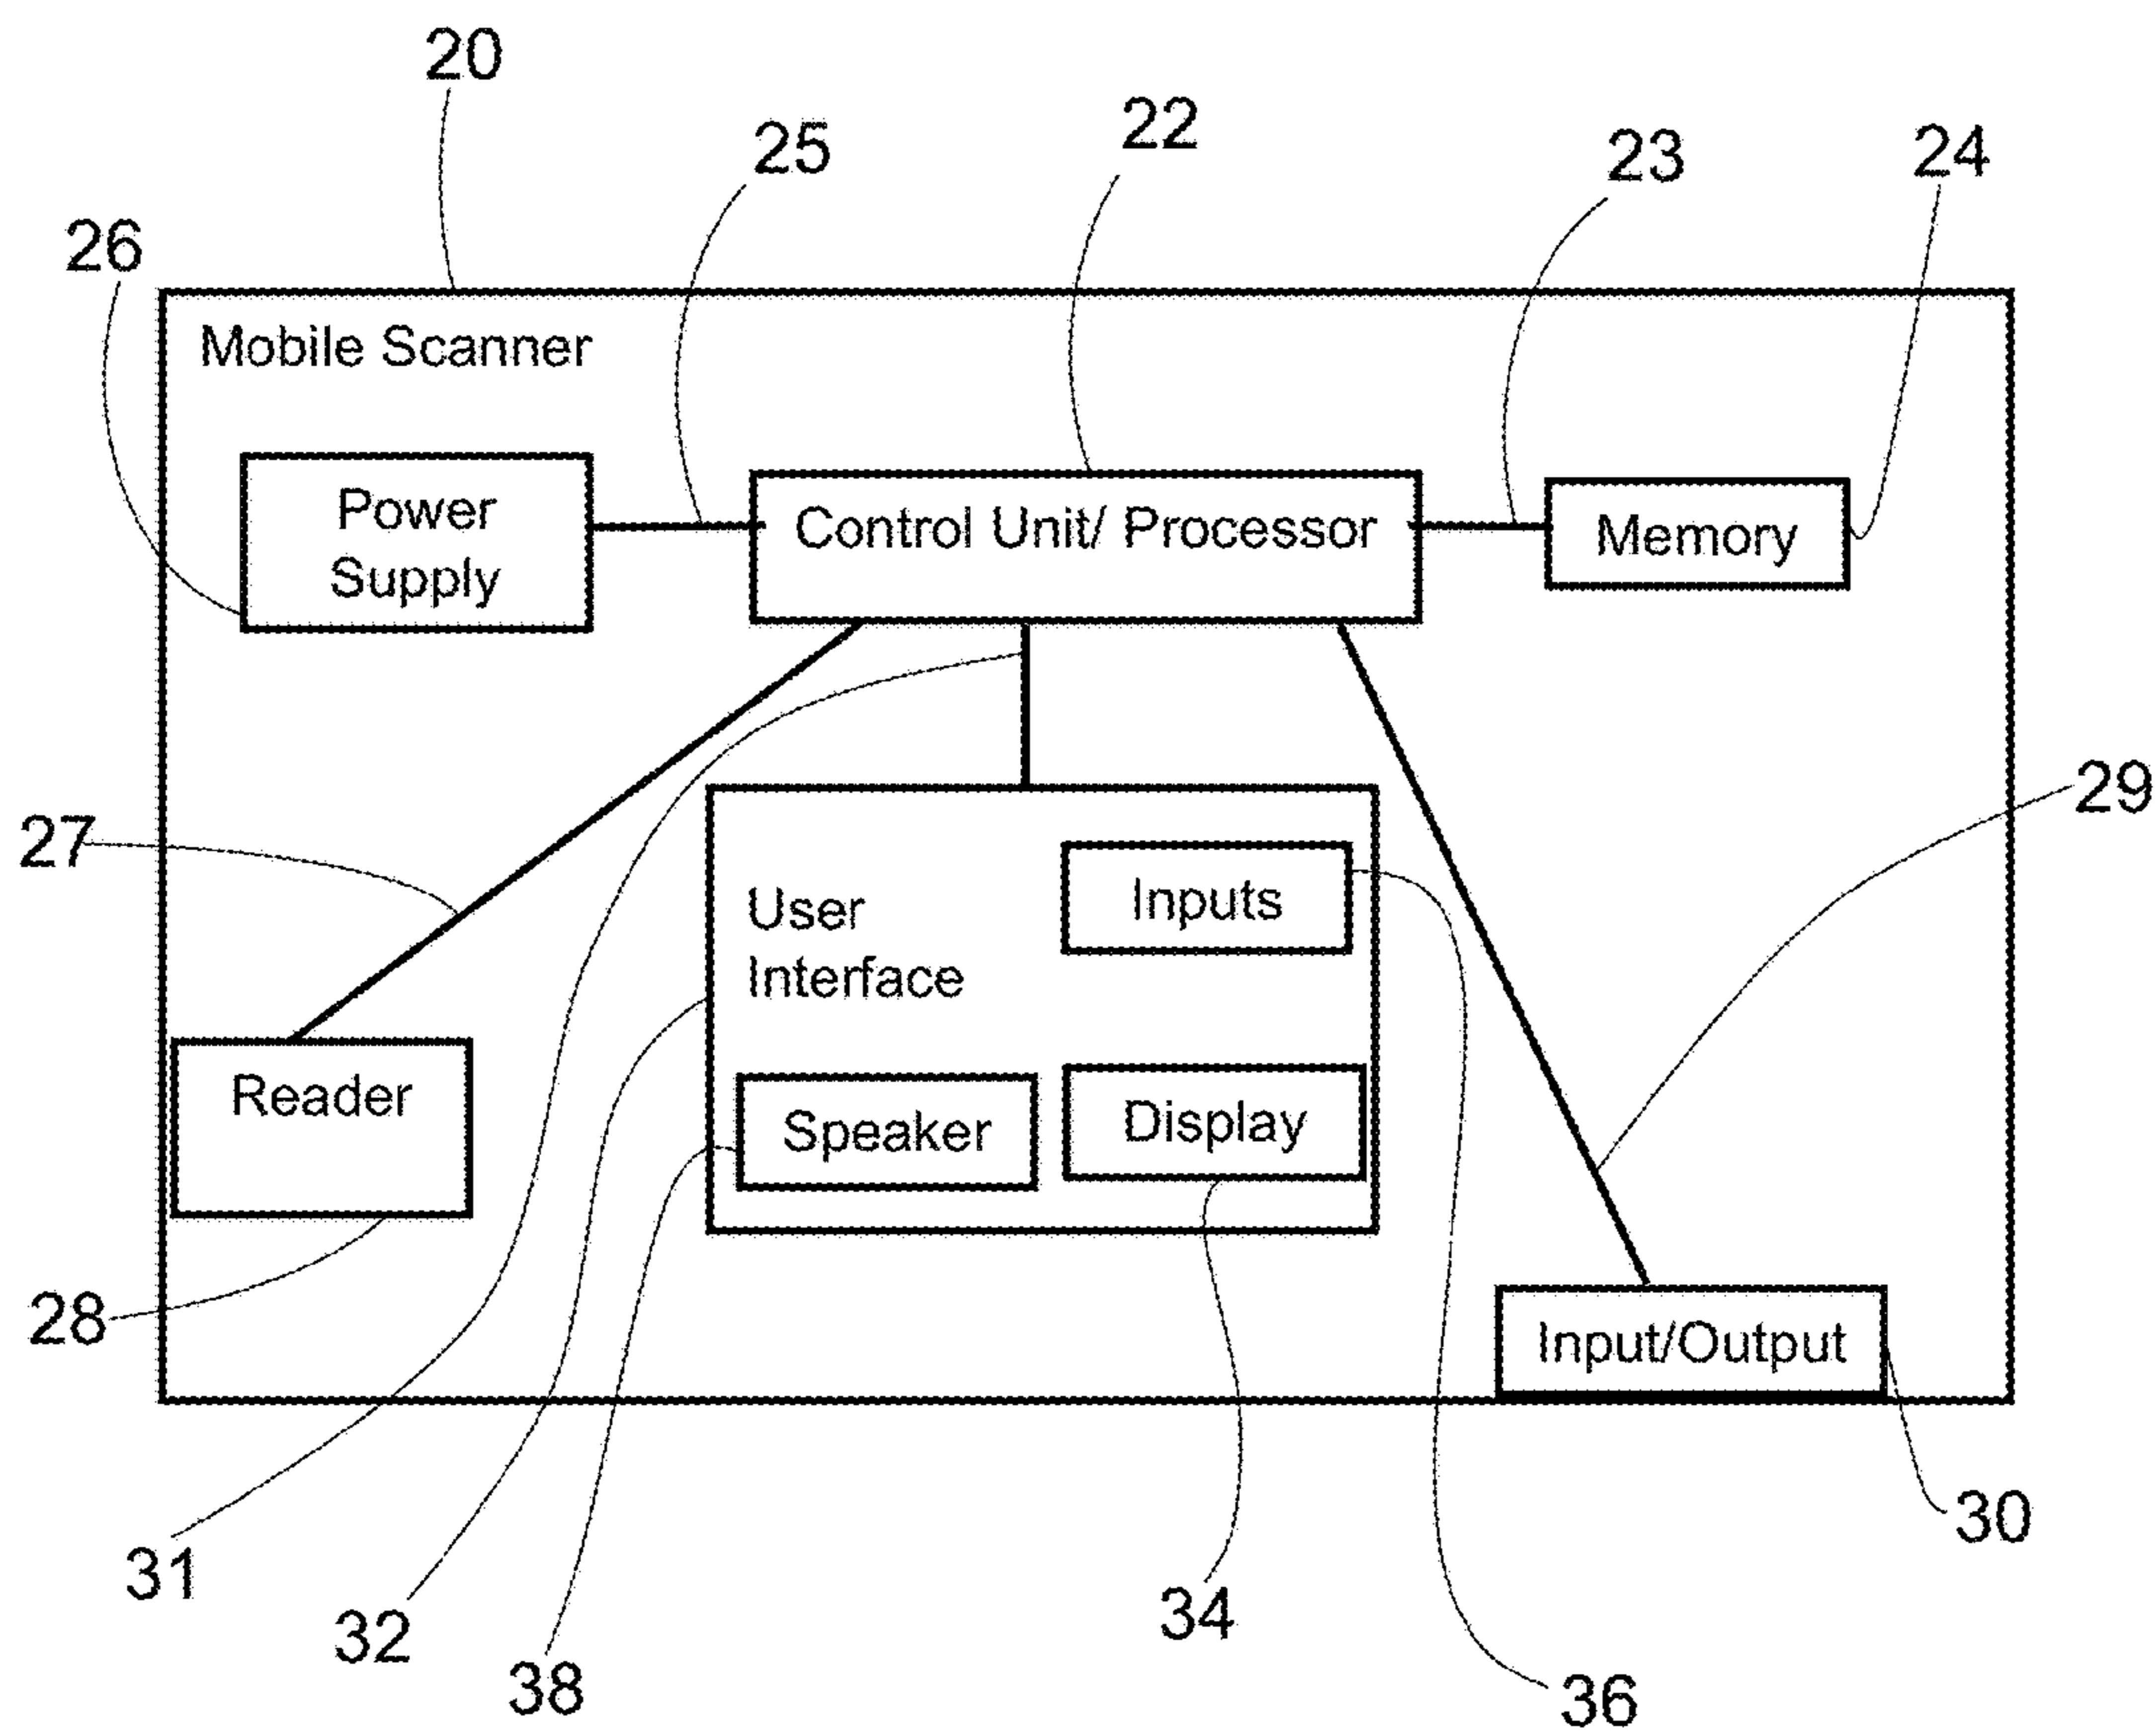 20
25
22
23
24
26
Mobile Scanner
Power
Supply
Control Unit/ Processor
Memory
29
27
User
Interface
Inputs
Reader
Speaker
Display
28
Input/Output
30
31
32
38
34
36